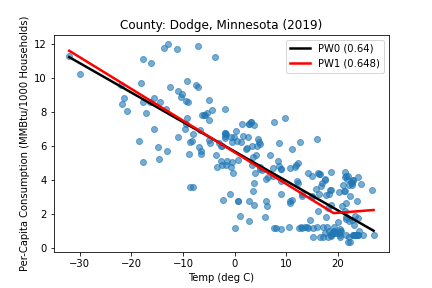 County: Dodge, Minnesota (2019)
PW0 (0.64)
PW1 (0.648)
Per-Capita Consumption (MMBtu/1000 Households)
12
10
8
6
4
2
0
−30 −20 −10 0 10 20
Temp (deg C)